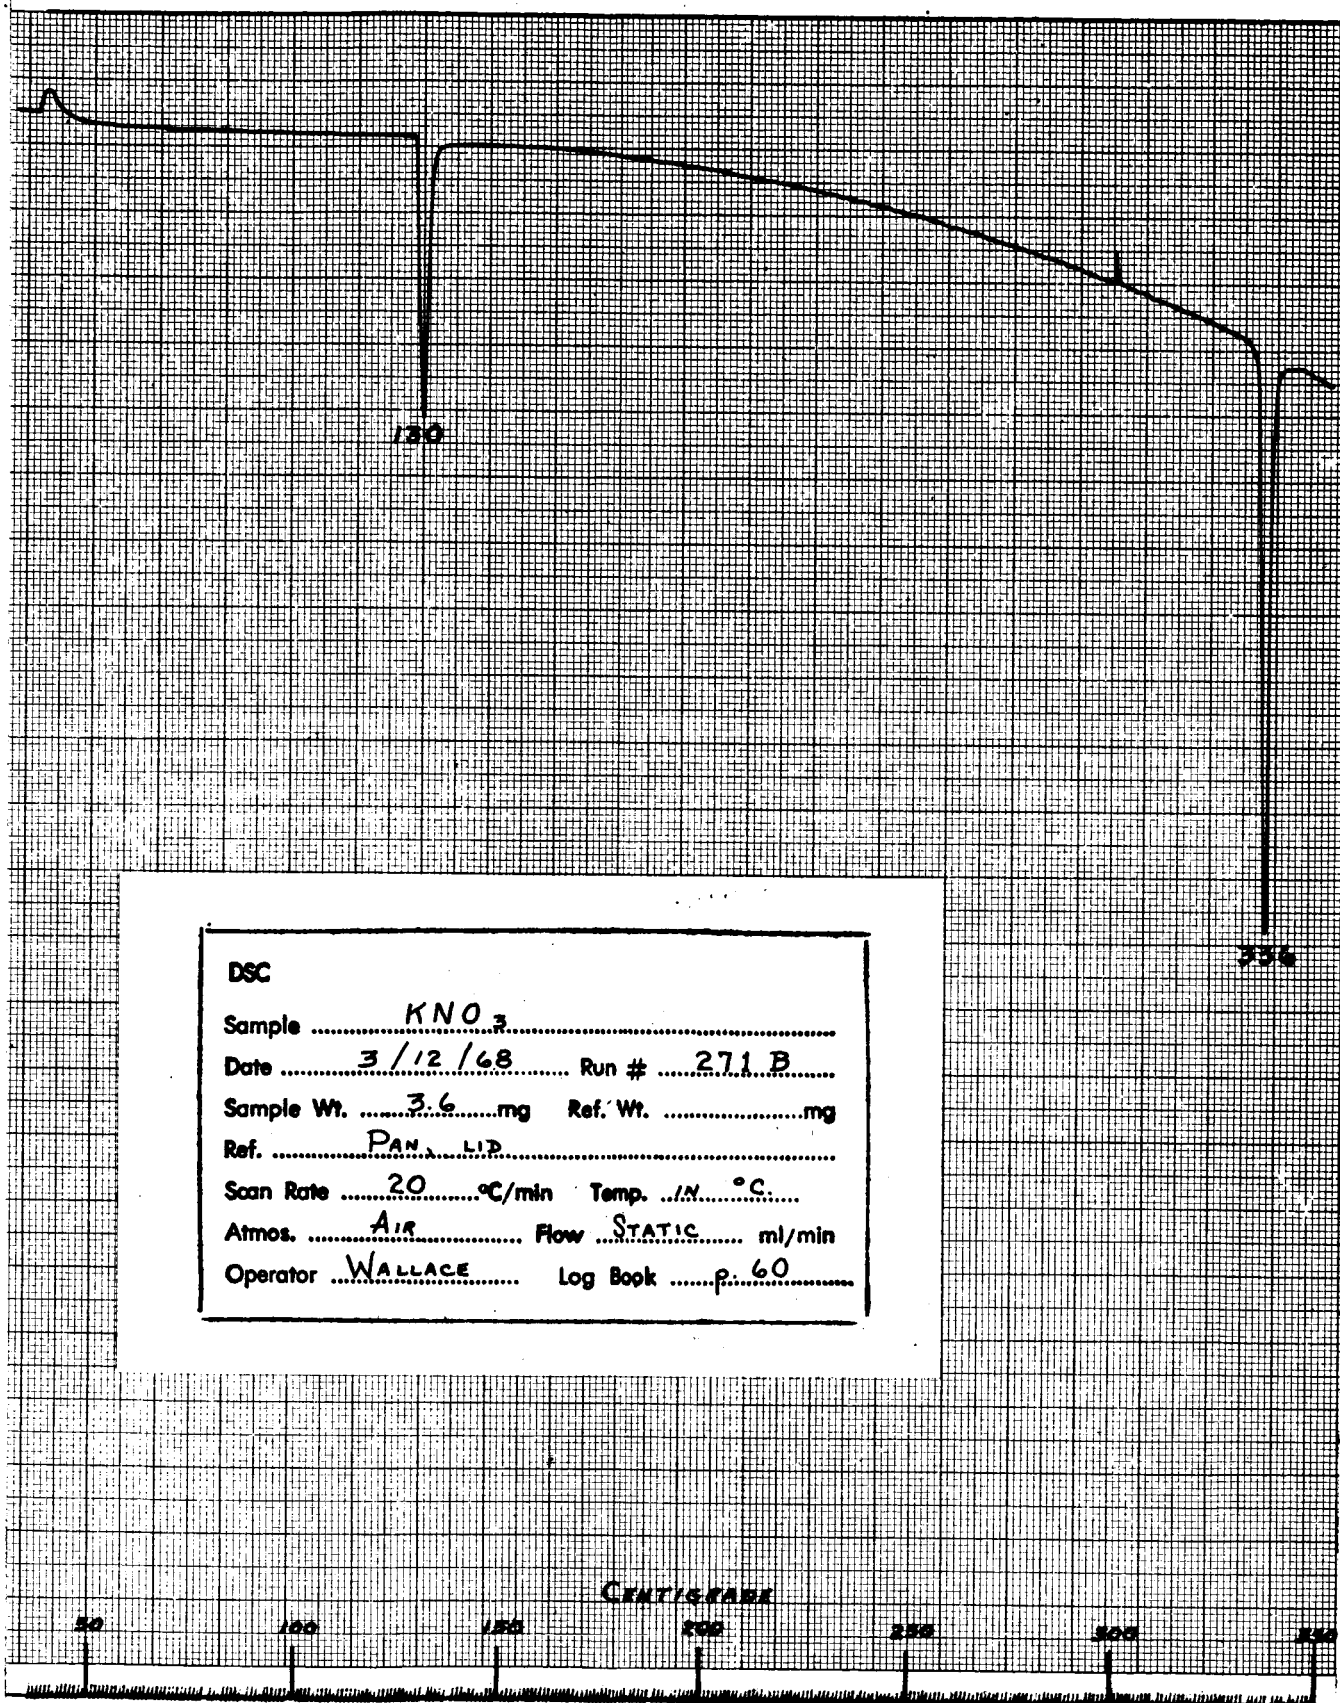 130
336
DSC
Sample KNO3
Date 3/12/68 Run # 271 B
Sample Wt. 3.6 mg Ref. Wt. mg
Ref. PAN, LID
Scan Rate 20 °C/min Temp. IN °C.
Atmos. AIR Flow STATIC ml/min
Operator WALLACE Log Book p. 60
CENTIGRADE
50 100 150 200 250 300 350